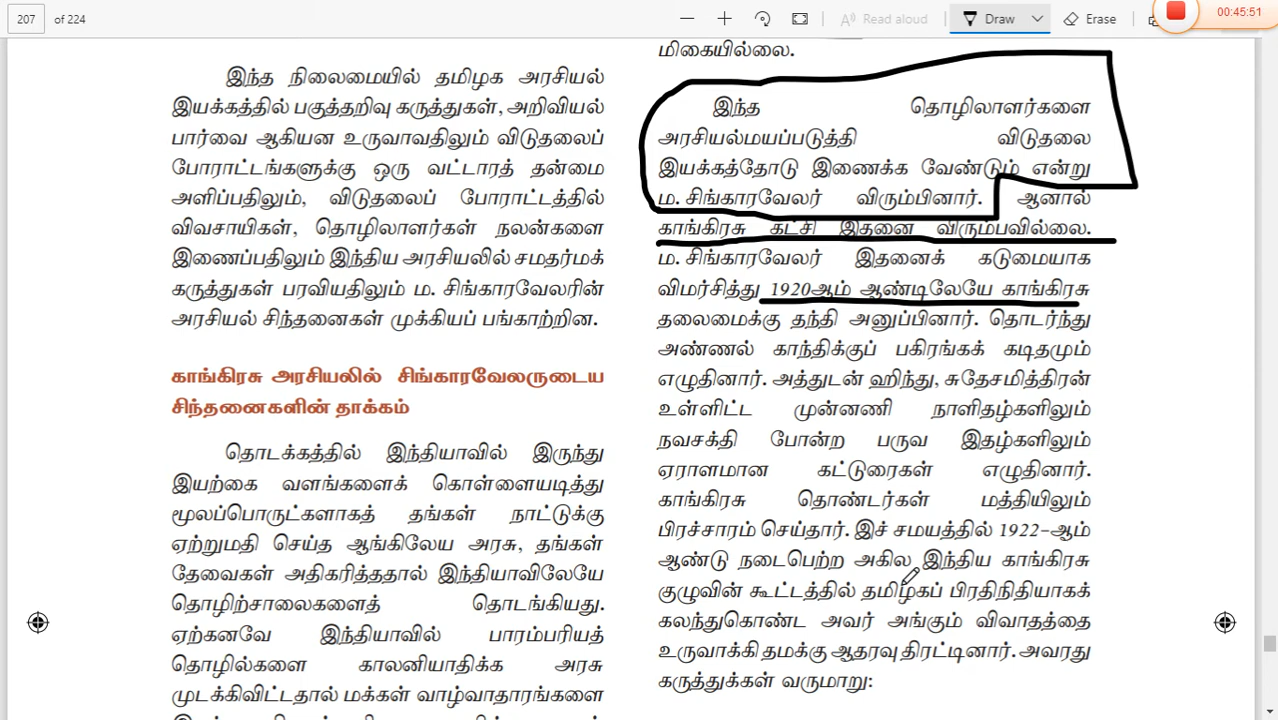 207 of 224
Read aloud
Draw
Erase
00:45:51
இந்த நிலைமையில் தமிழக அரசியல்
இயக்கத்தில் பகுத்தறிவு கருத்துகள், அறிவியல்
பார்வை ஆகியன உருவாவதிலும் விடுதலைப்
போராட்டங்களுக்கு ஒரு வட்டாரத் தன்மை
அளிப்பதிலும், விடுதலைப் போராட்டத்தில்
விவசாயிகள், தொழிலாளர்கள் நலன்களை
இணைப்பதிலும் இந்திய அரசியலில் சமதர்மக்
கருத்துகள் பரவியதிலும் ம. சிங்காரவேலரின்
அரசியல் சிந்தனைகள் முக்கியப் பங்காற்றின.
காங்கிரசு அரசியலில் சிங்காரவேலருடைய
சிந்தனைகளின் தாக்கம்
தொடக்கத்தில் இந்தியாவில் இருந்து
இயற்கை வளங்களைக் கொள்ளையடித்து
மூலப்பொருட்களாகத் தங்கள் நாட்டுக்கு
ஏற்றுமதி செய்த ஆங்கிலேய அரசு, தங்கள்
தேவைகள் அதிகரித்ததால் இந்தியாவிலேயே
தொழிற்சாலைகளைத் தொடங்கியது.
ஏற்கனவே இந்தியாவில் பாரம்பரியத்
தொழில்களை காலனியாதிக்க அரசு
முடக்கிவிட்டதால் மக்கள் வாழ்வாதாரங்களை
மிகையில்லை.
இந்த தொழிலாளர்களை
அரசியல்மயப்படுத்தி விடுதலை
இயக்கத்தோடு இணைக்க வேண்டும் என்று
ம. சிங்காரவேலர் விரும்பினார். ஆனால்
காங்கிரசு கட்சி இதனை விரும்பவில்லை.
ம. சிங்காரவேலர் இதனைக் கடுமையாக
விமர்சித்து 1920ஆம் ஆண்டிலேயே காங்கிரசு
தலைமைக்கு தந்தி அனுப்பினார். தொடர்ந்து
அண்ணல் காந்திக்குப் பகிரங்கக் கடிதமும்
எழுதினார். அத்துடன் ஹிந்து, சுதேசமித்திரன்
உள்ளிட்ட முன்னணி நாளிதழ்களிலும்
நவசக்தி போன்ற பருவ இதழ்களிலும்
ஏராளமான கட்டுரைகள் எழுதினார்.
காங்கிரசு தொண்டர்கள் மத்தியிலும்
பிரச்சாரம் செய்தார். இச் சமயத்தில் 1922-ஆம்
ஆண்டு நடைபெற்ற அகில இந்திய காங்கிரசு
குழுவின் கூட்டத்தில் தமிழ்கப் பிரதிநிதியாகக்
கலந்துகொண்ட அவர் அங்கும் விவாதத்தை
உருவாக்கி தமக்கு ஆதரவு திரட்டினார். அவரது
கருத்துக்கள் வருமாறு: